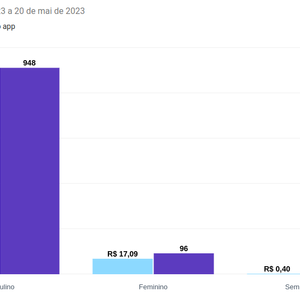 3 a 20 de mai de 2023
app
948
R$ 17,09
96
R$ 0,40
ulino
Feminino
Sem